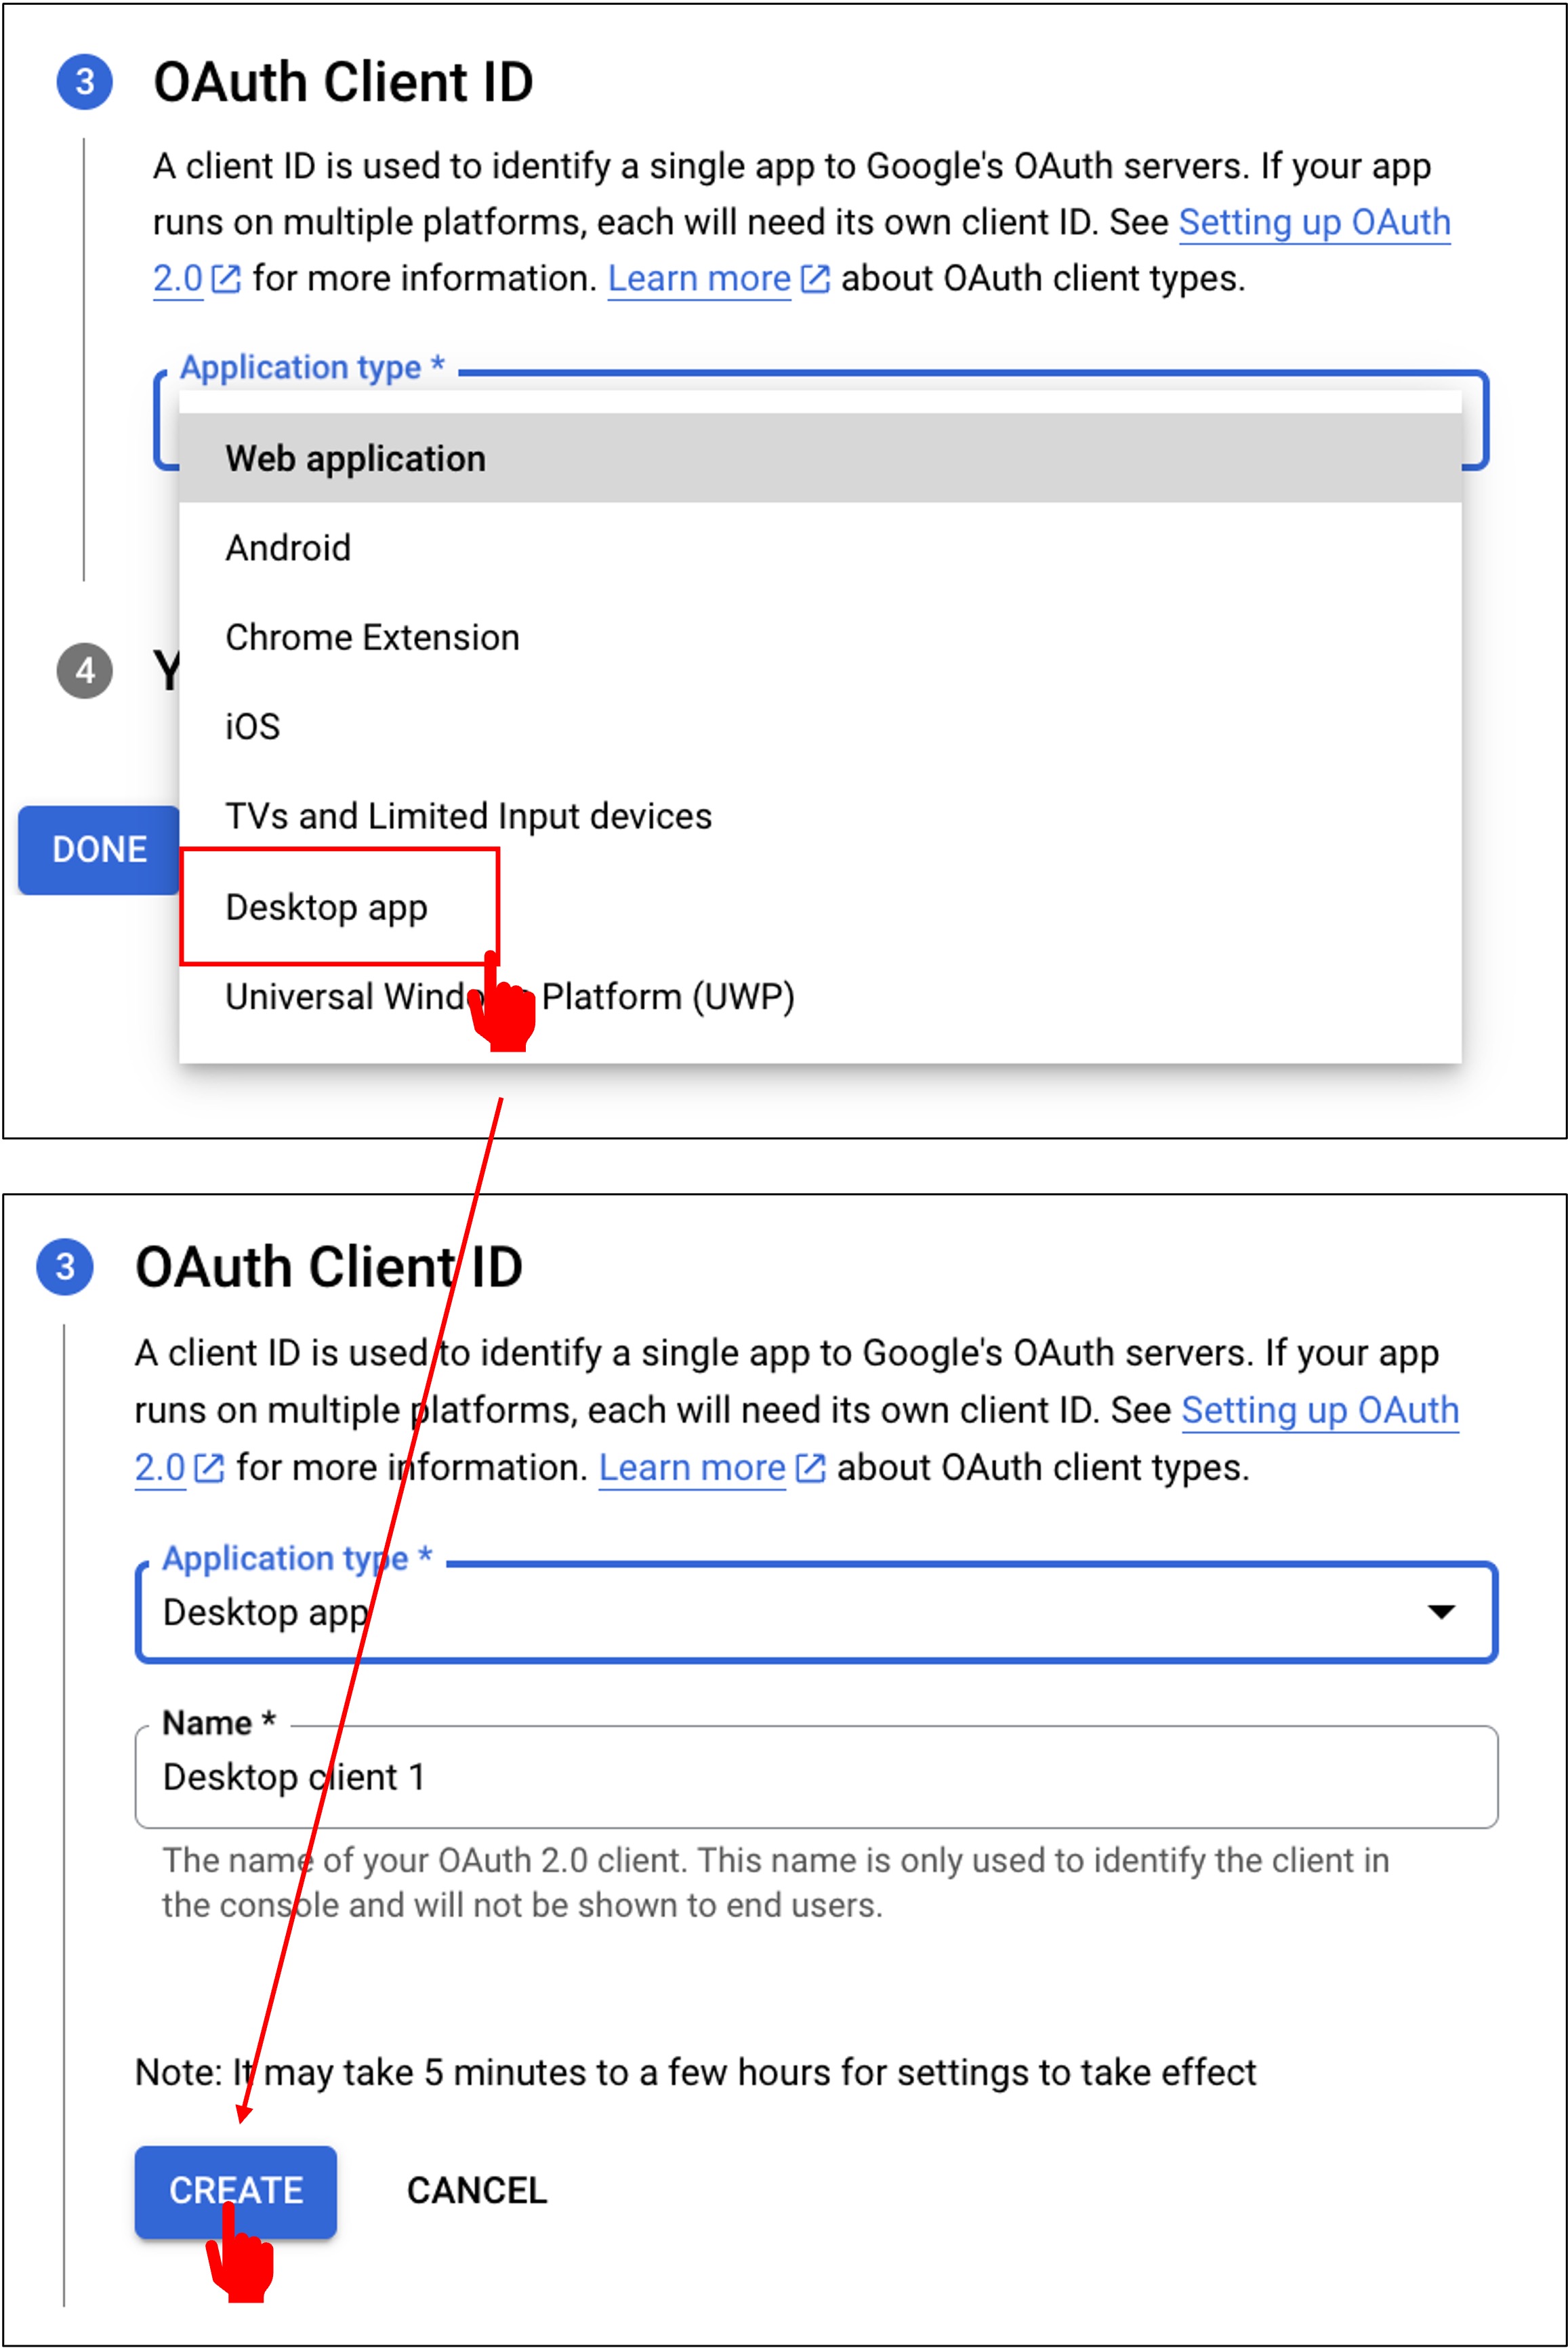 3 OAuth Client ID
A client ID is used to identify a single app to Google's OAuth servers. If your app
runs on multiple platforms, each will need its own client ID. See Setting up OAuth
2.0 for more information. Learn more about OAuth client types.
Application type *
Web application
Android
Chrome Extension
iOS
TVs and Limited Input devices
4 Y
DONE
Desktop app
Universal Platform (UWP)
3 OAuth Client ID
A client ID is used to identify a single app to Google's OAuth servers. If your app
runs on multiple platforms, each will need its own client ID. See Setting up OAuth
2.0 for more information. Learn more about OAuth client types.
Application type *
Desktop app
Name *
Desktop client 1
The name of your OAuth 2.0 client. This name is only used to identify the client in
the console and will not be shown to end users.
Note: It may take 5 minutes to a few hours for settings to take effect
CREATE CANCEL